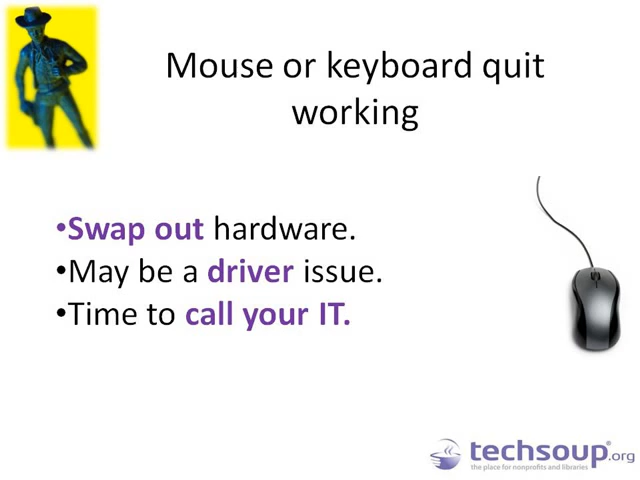 Mouse or keyboard quit
working
•Swap out hardware.
•May be a driver issue.
•Time to call your IT.
techsoup®.org
the place for nonprofits and libraries